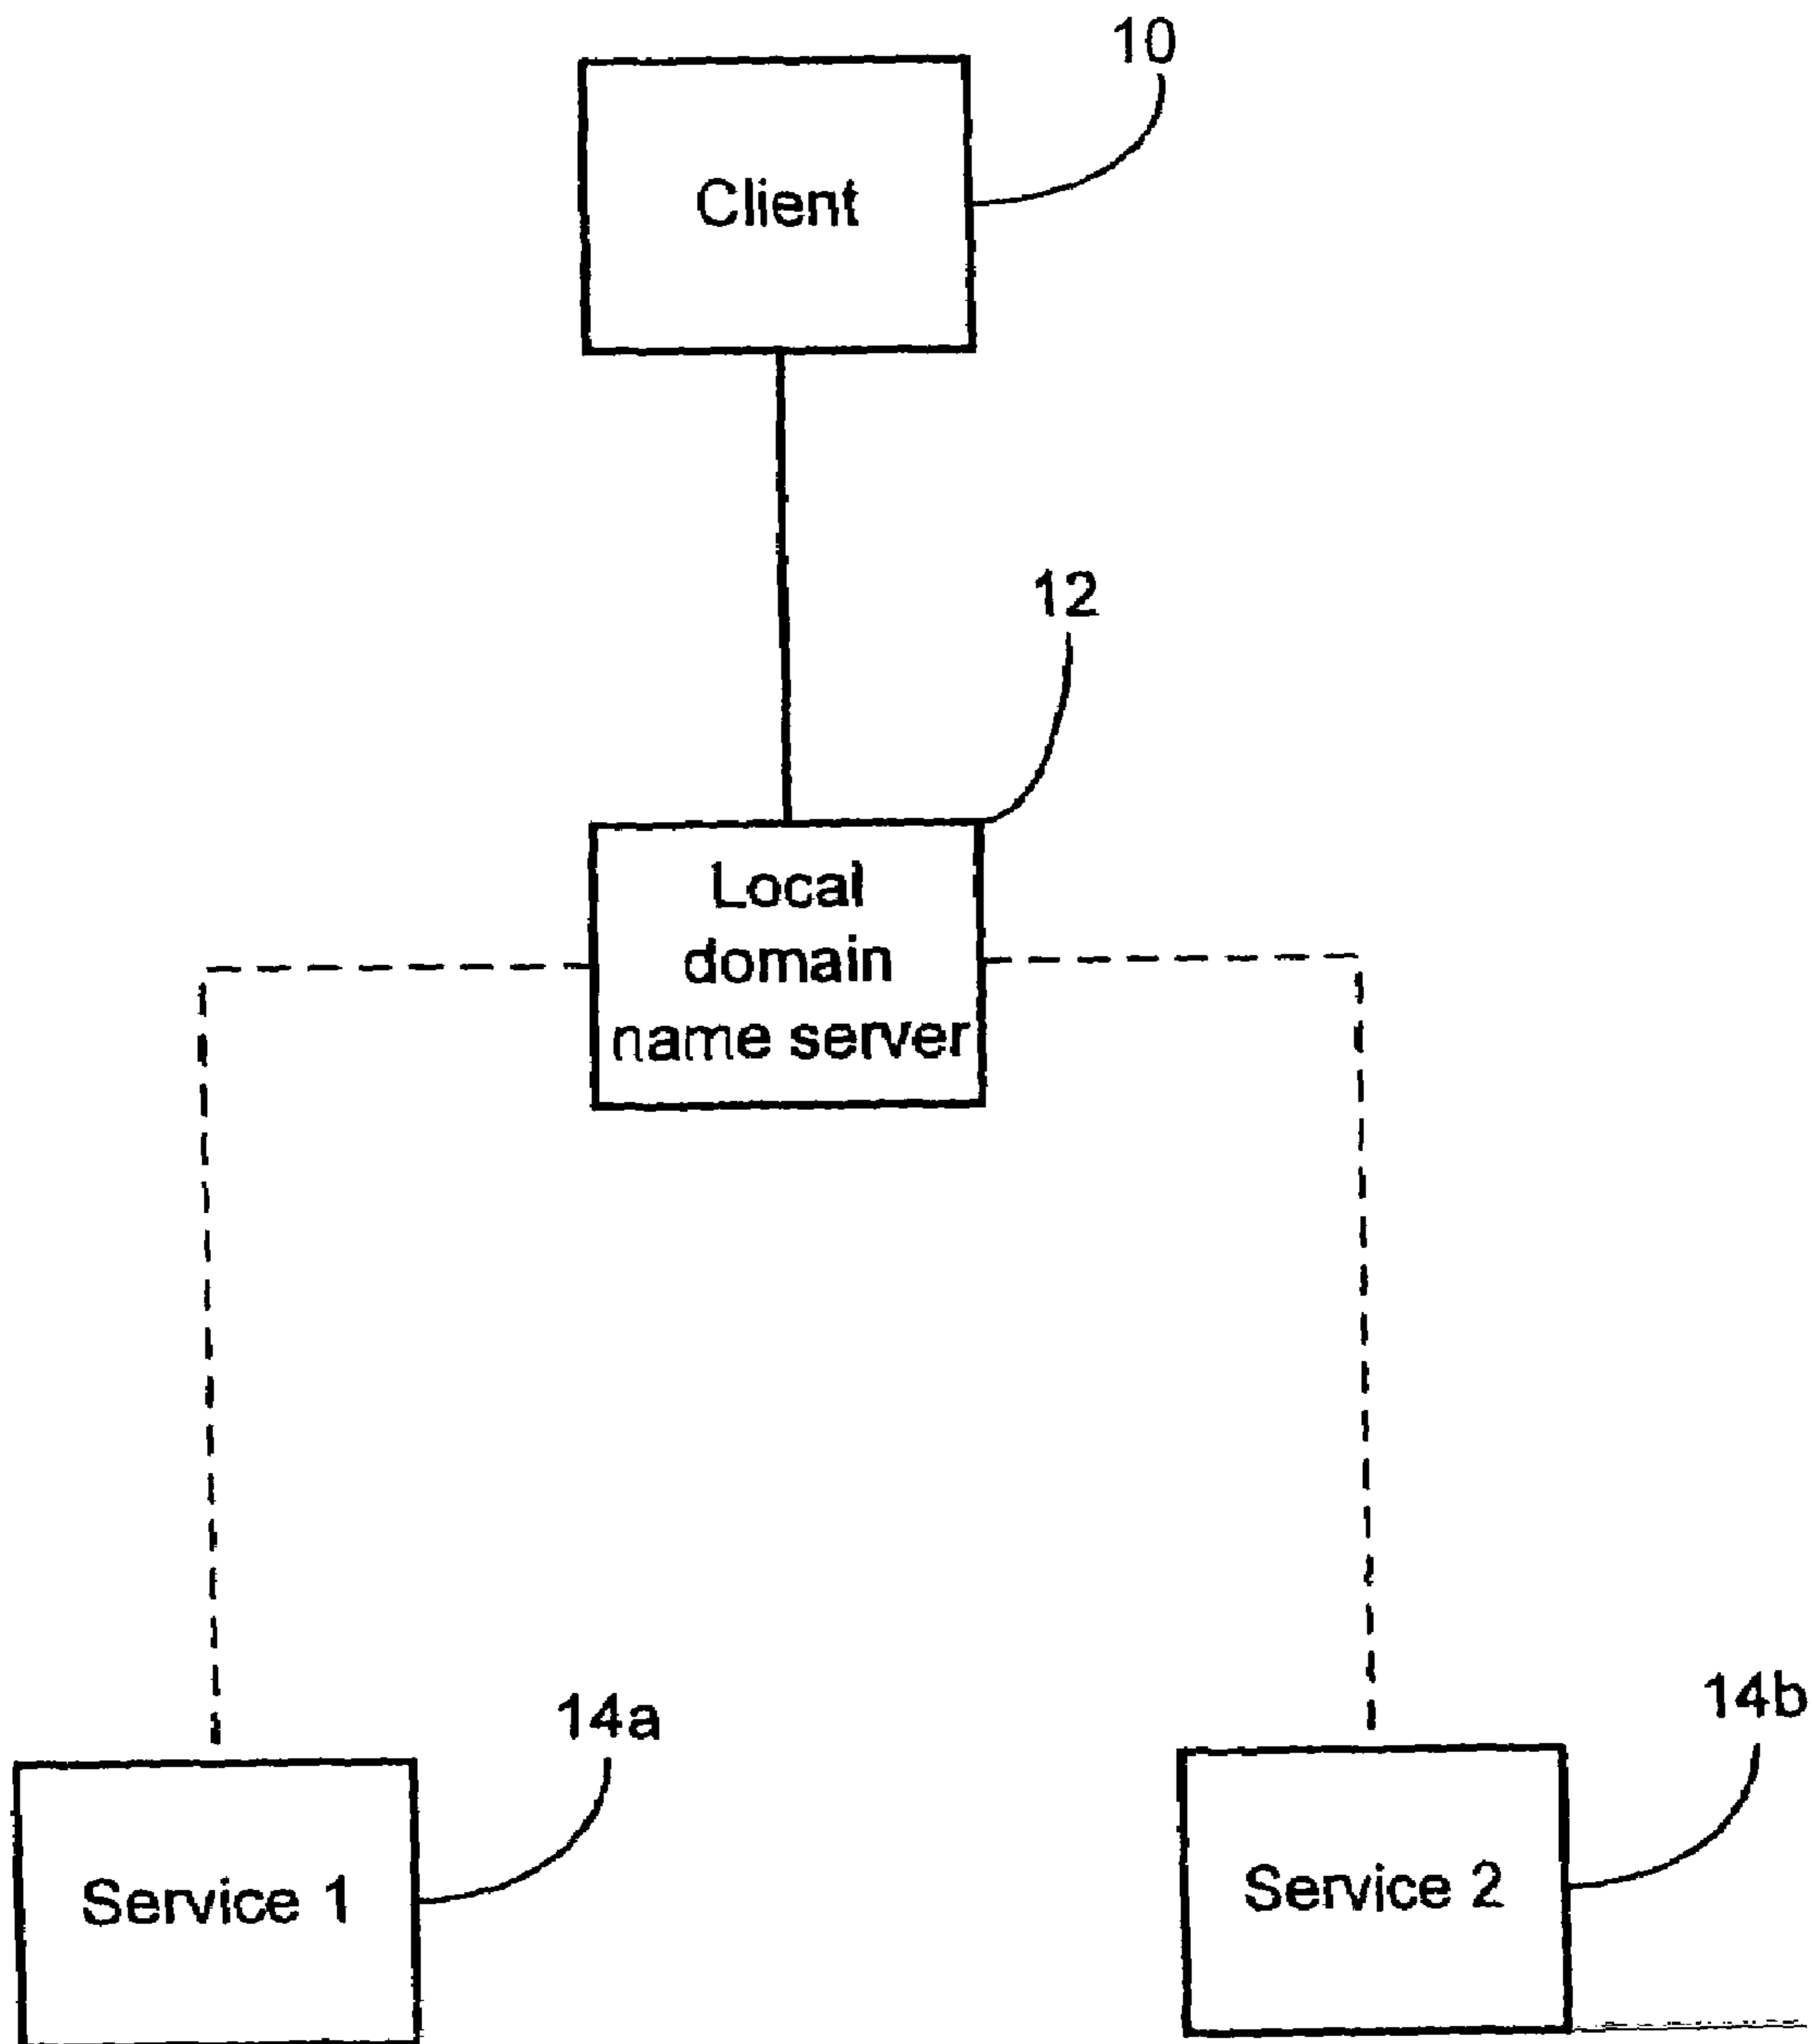 10
Client
12
Local
domain
name server
14a
14b
Service 1
Service 2